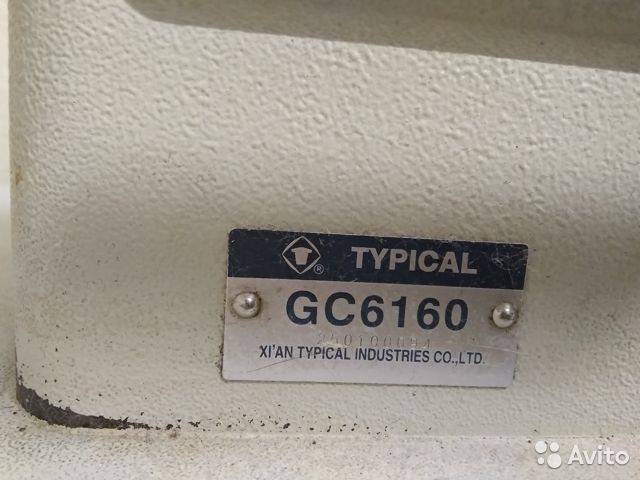 ® TYPICAL
GC6160
XI'AN TYPICAL INDUSTRIES CO.,LTD.
Avito